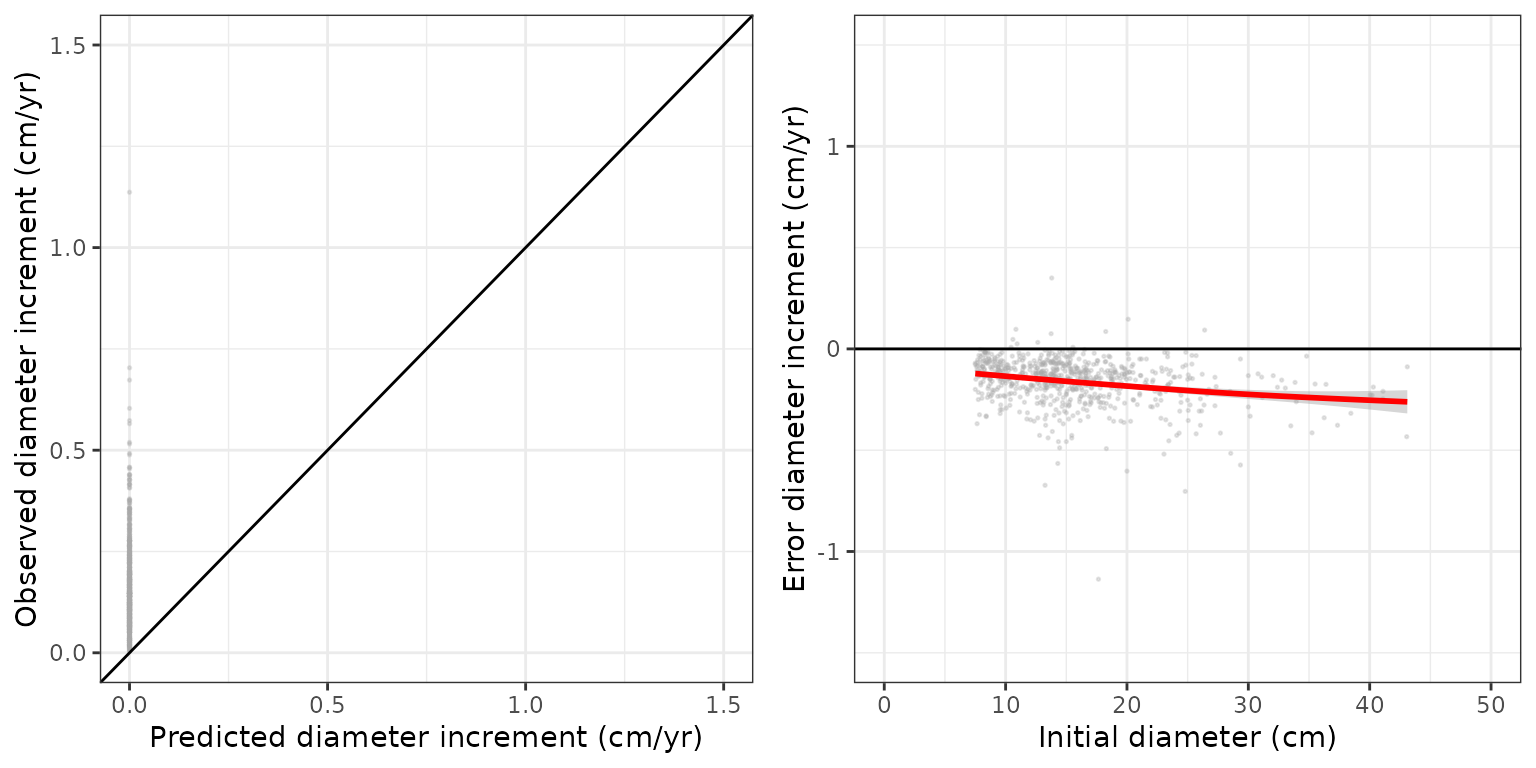 Observed diameter increment (cm/yr)
1.5
1.0
0.5
0.0
0.0 0.5 1.0 1.5
Predicted diameter increment (cm/yr)
Error diameter increment (cm/yr)
1
0
-1
0 10 20 30 40 50
Initial diameter (cm)